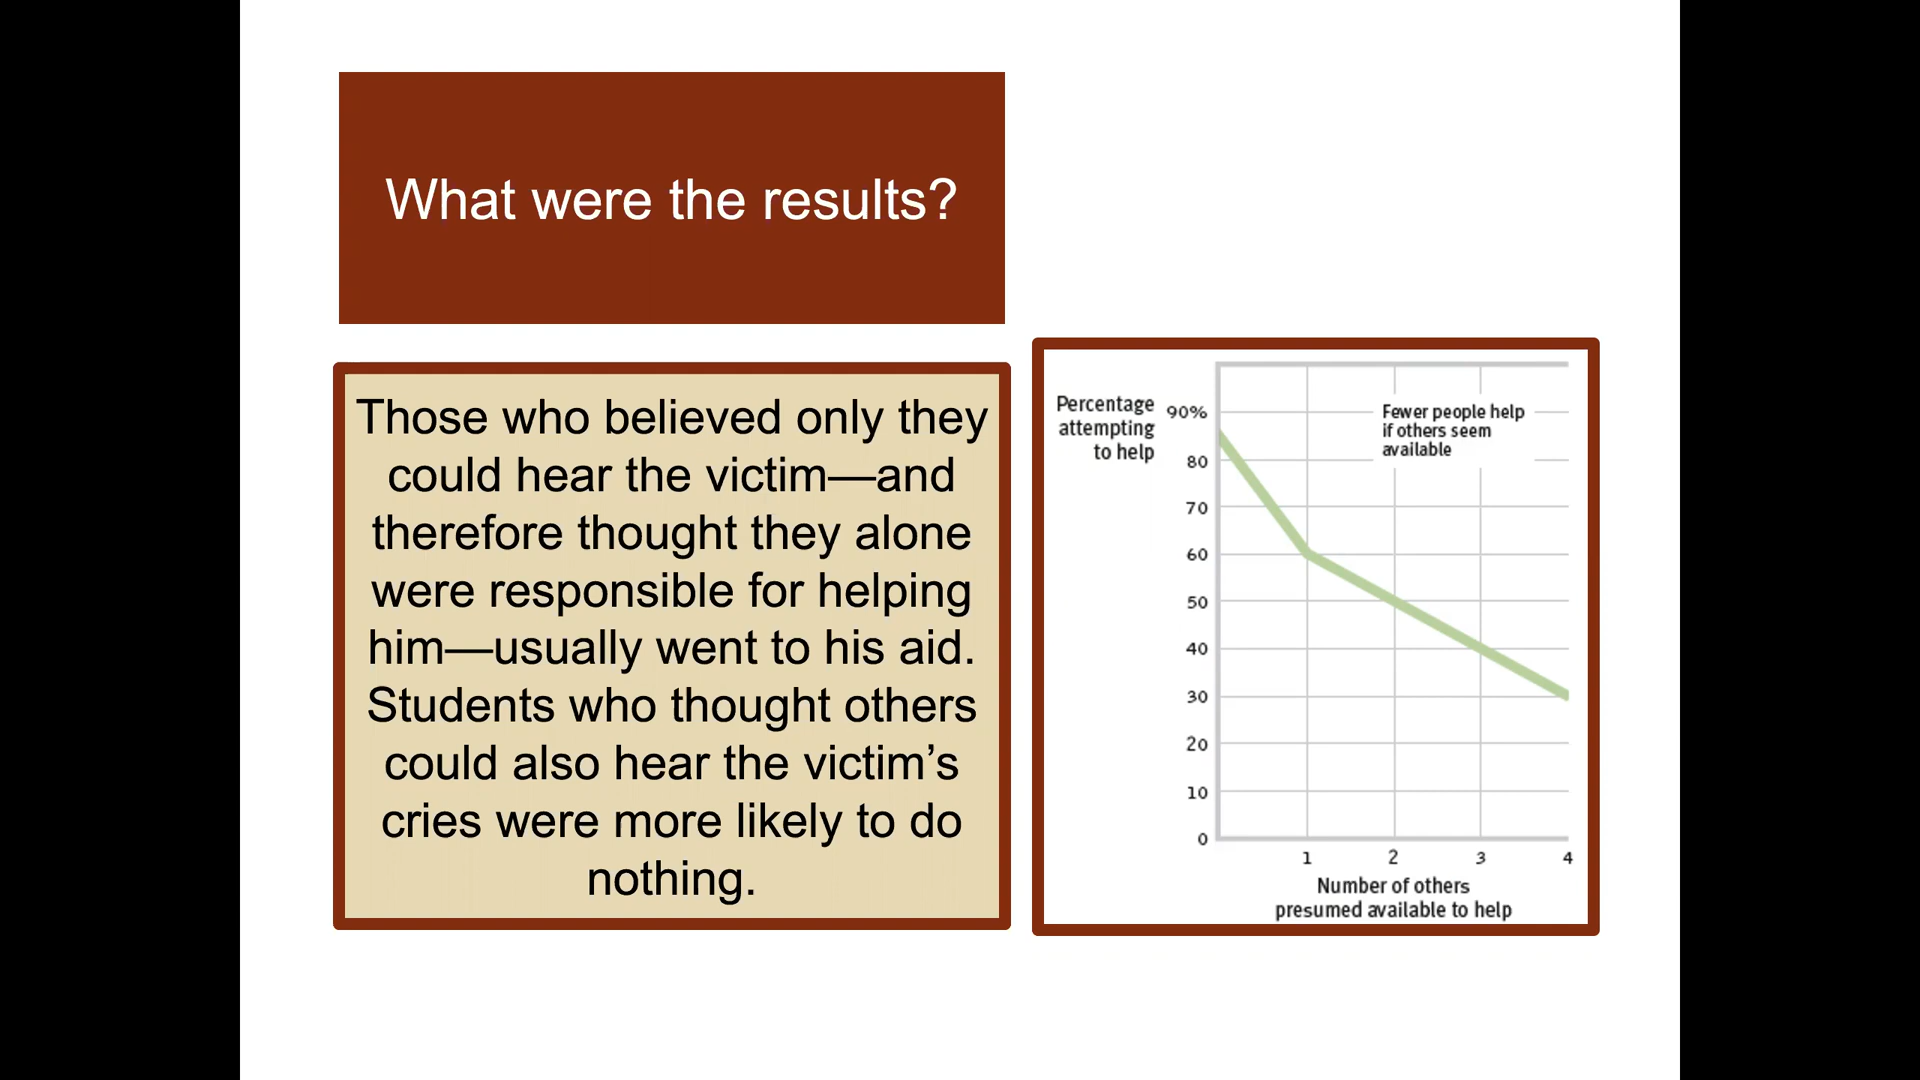 What were the results?
Those who believed only they
could hear the victim—and
therefore thought they alone
were responsible for helping
him—usually went to his aid.
Students who thought others
could also hear the victim’s
cries were more likely to do
nothing.
Percentage
attempting
to help
90%
80
70
60
50
40
30
20
10
0
Fewer people help
if others seem
available
1 2 3 4
Number of others
presumed available to help